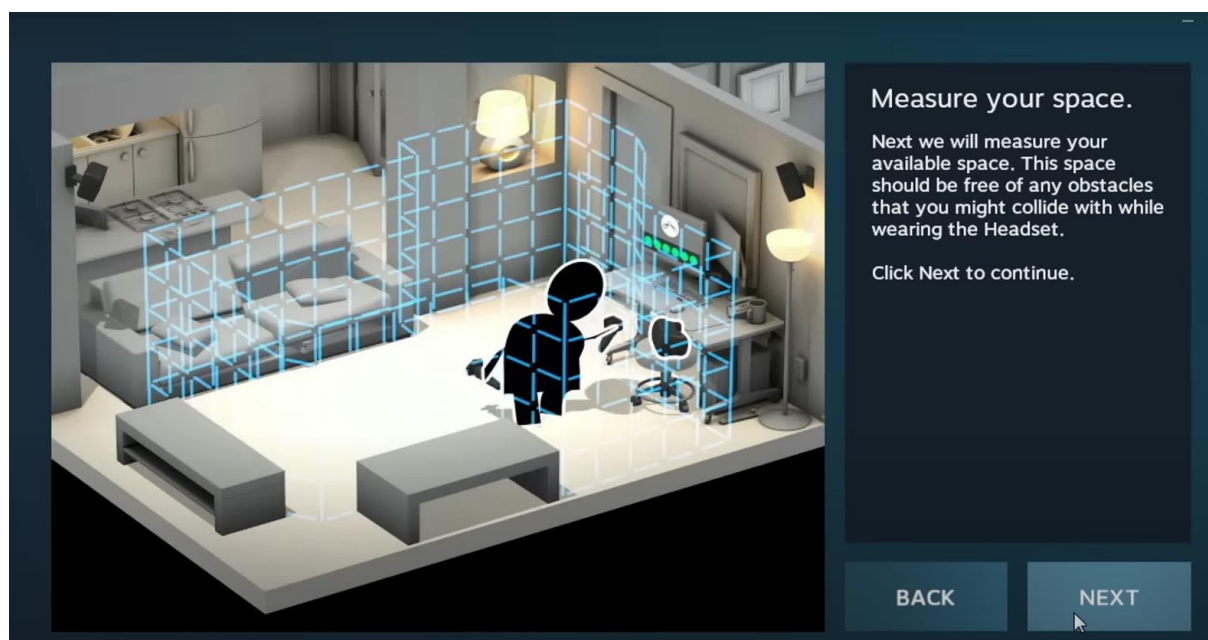 Measure your space.
Next we will measure your
available space. This space
should be free of any obstacles
that you might collide with while
wearing the Headset.
Click Next to continue.
BACK
NEXT